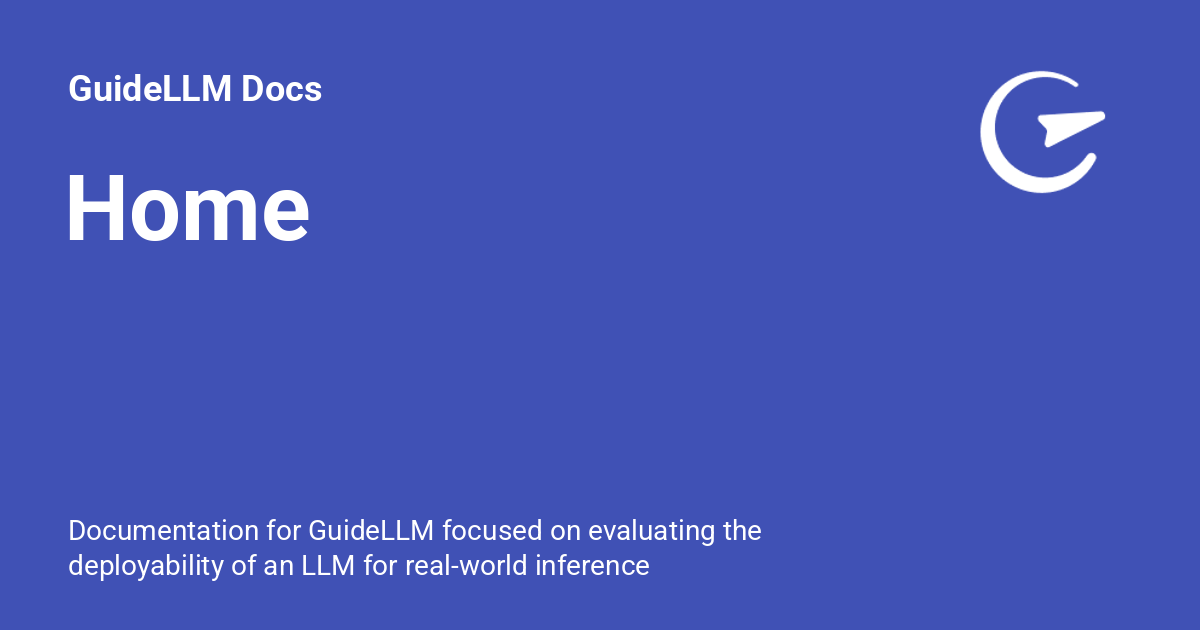 GuideLLM Docs
Home
Documentation for GuideLLM focused on evaluating the
deployability of an LLM for real-world inference